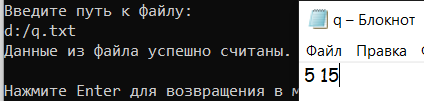 Введите путь к файлу:
d:/q.txt
Данные из файла успешно считаны.
Нажмите Enter для возвращения в м
q – Блокнот
Файл Правка
5 15